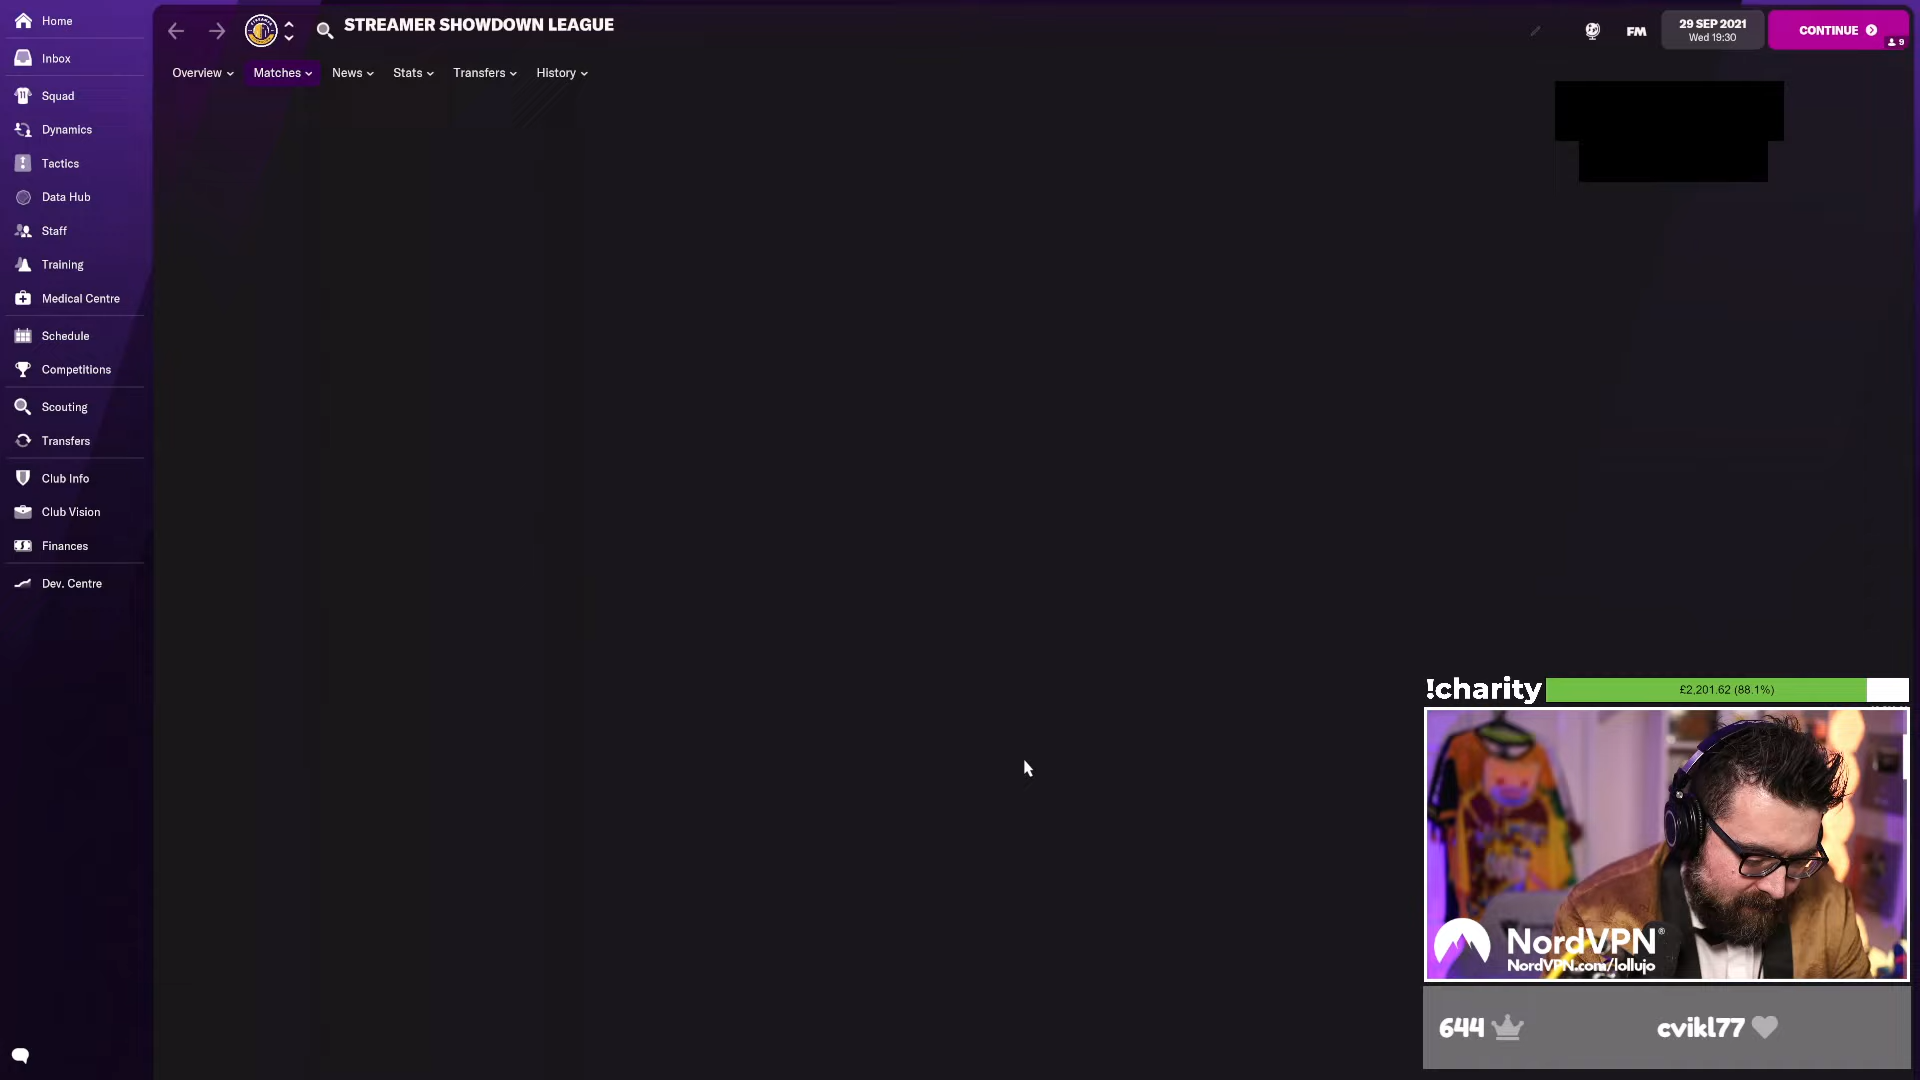 Home
Inbox
Squad
Dynamics
Tactics
Data Hub
Staff
Training
Medical Centre
Schedule
Competitions
Scouting
Transfers
Club Info
Club Vision
Finances
Dev. Centre
STREAMER SHOWDOWN LEAGUE
FM
29 SEP 2021
Wed 19:30
CONTINUE
9
Overview
Matches
News
Stats
Transfers
History
!charity
£2,201.62 (88.1%)
NordVPN®
NordVPN.com/lollujo
644
cvikl77